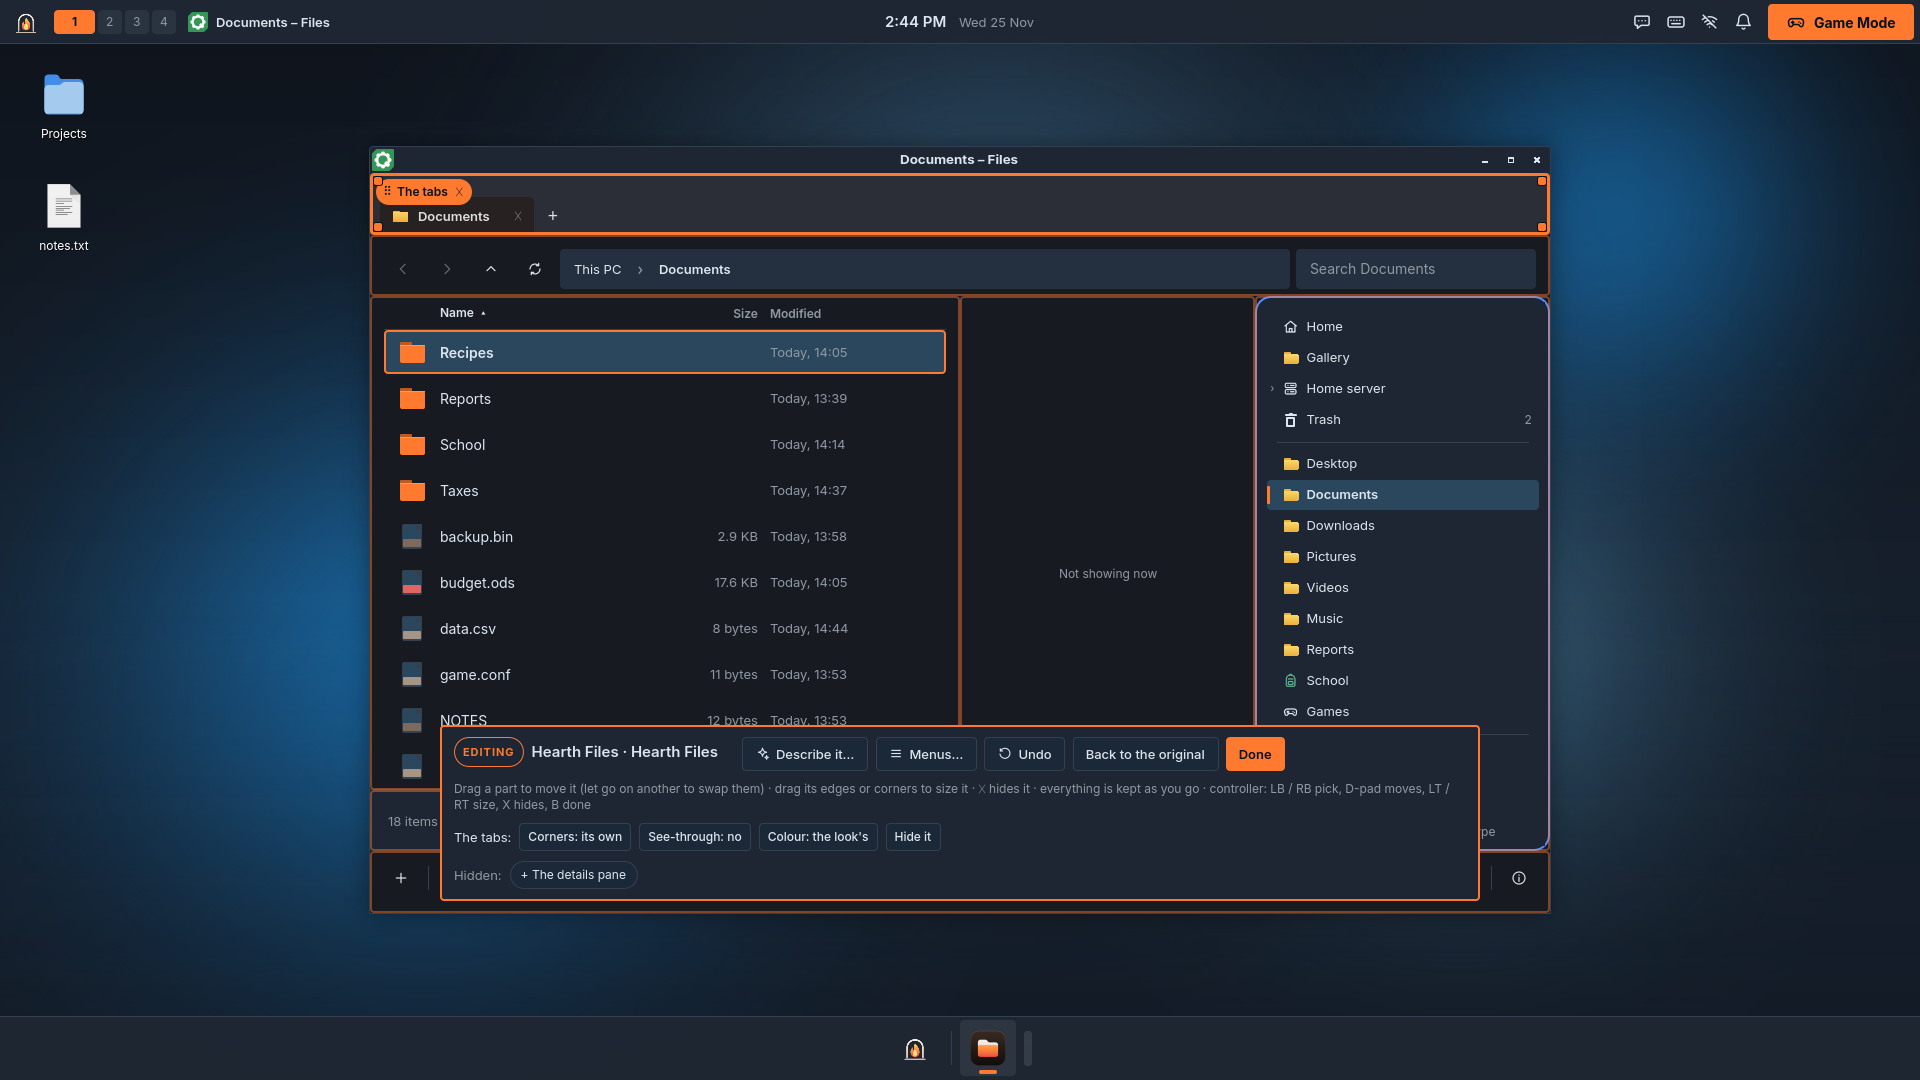 1 2 3 4 Documents – Files
2:44 PM Wed 25 Nov
Game Mode
Projects
notes.txt
Documents – Files
The tabs X
Documents X +
This PC › Documents
Search Documents
Name Size Modified
Recipes Today, 14:05
Reports Today, 13:39
School Today, 14:14
Taxes Today, 14:37
backup.bin 2.9 KB Today, 13:58
budget.ods 17.6 KB Today, 14:05
data.csv 8 bytes Today, 14:44
game.conf 11 bytes Today, 13:53
NOTES 12 bytes Today, 13:53
18 items
Not showing now
Home
Gallery
Home server
Trash 2
Desktop
Documents
Downloads
Pictures
Videos
Music
Reports
School
Games
EDITING Hearth Files · Hearth Files Describe it... Menus... Undo Back to the original Done
Drag a part to move it (let go on another to swap them) · drag its edges or corners to size it · X hides it · everything is kept as you go · controller: LB / RB pick, D-pad moves, LT /
RT size, X hides, B done
The tabs: Corners: its own See-through: no Colour: the look's Hide it
Hidden: + The details pane